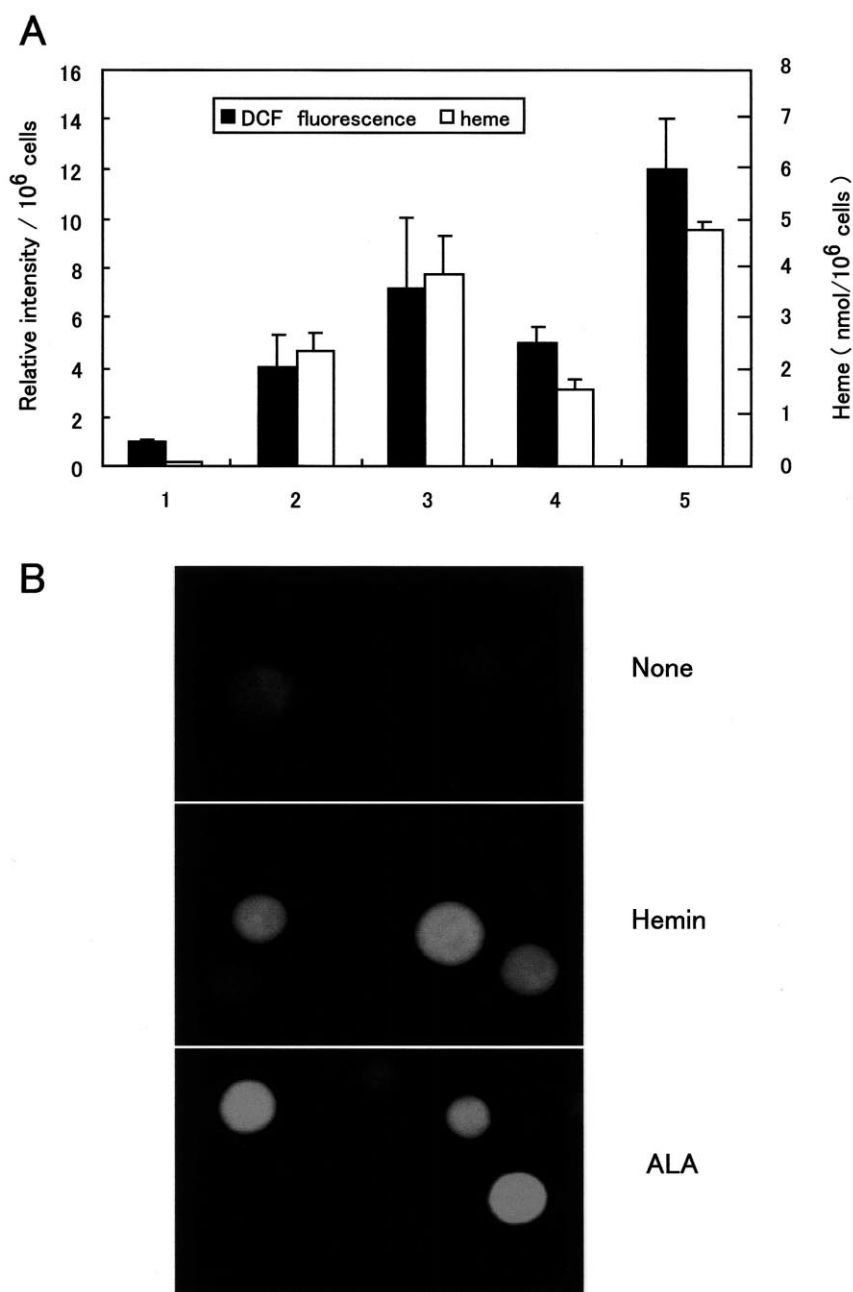 A
Relative intensity / 10⁶ cells
16
14
12
10
8
6
4
2
0
DCF fluorescence heme
8
7
6
5
4
3
2
1
0
Heme ( nmol/10⁶ cells )
1 2 3 4 5
B
None
Hemin
ALA